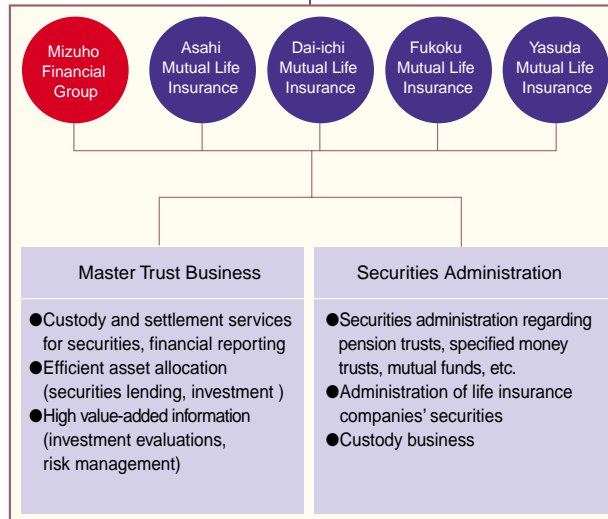 Mizuho
Financial
Group
Asahi
Mutual Life
Insurance
Dai-ichi
Mutual Life
Insurance
Fukoku
Mutual Life
Insurance
Yasuda
Mutual Life
Insurance
Master Trust Business
●Custody and settlement services
for securities, financial reporting
●Efficient asset allocation
(securities lending, investment )
●High value-added information
(investment evaluations,
risk management)
Securities Administration
●Securities administration regarding
pension trusts, specified money
trusts, mutual funds, etc.
●Administration of life insurance
companies’ securities
●Custody business